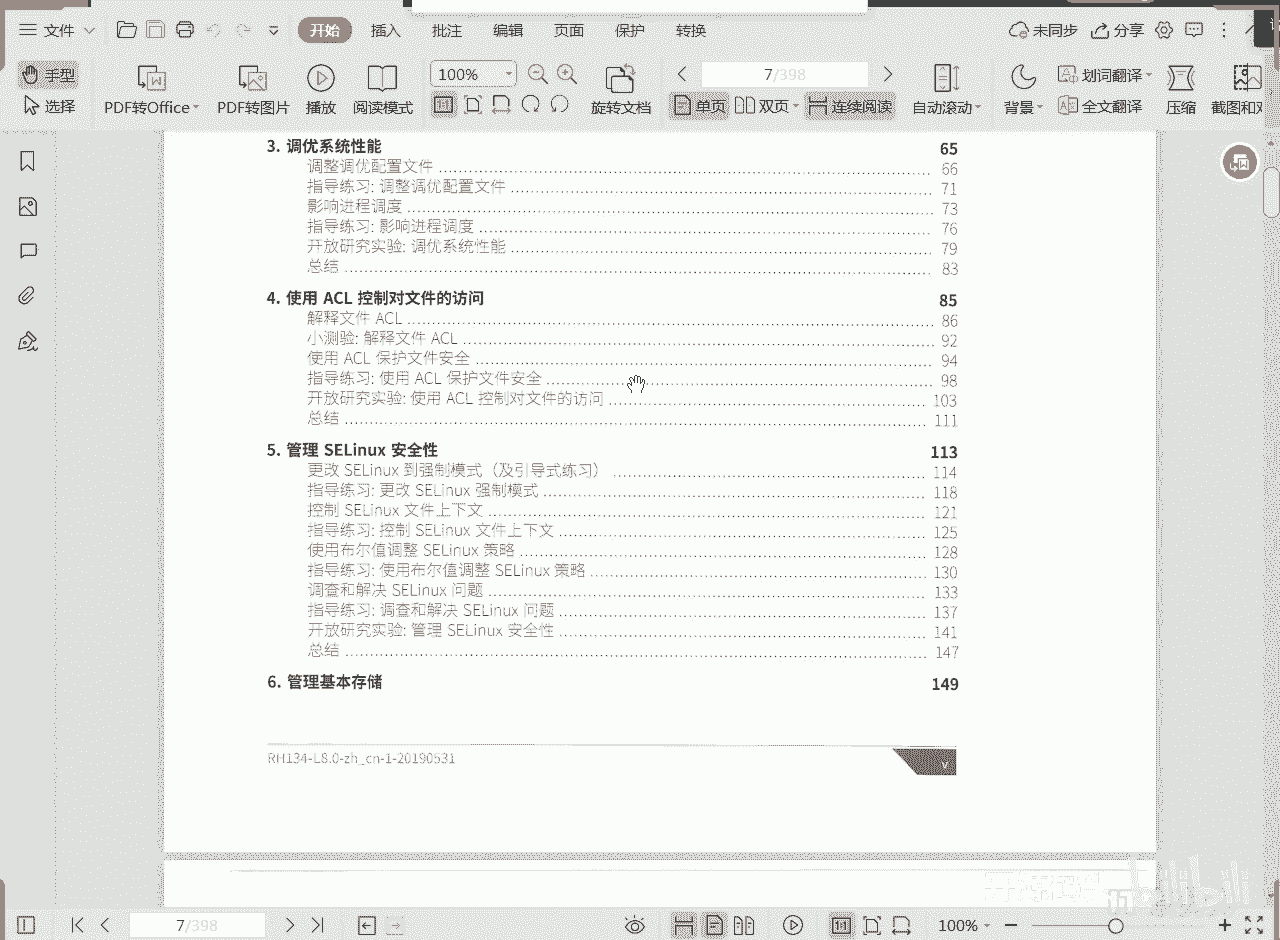 文件
开始 插入 批注 编辑 页面 保护 转换
未同步 分享
手型
选择
PDF转Office
PDF转图片
播放
阅读模式
100%
旋转文档
7/398
单页 双页 连续阅读
自动滚动
背景
划词翻译
全文翻译
压缩
3. 调优系统性能 65
调整调优配置文件 66
指导练习: 调整调优配置文件 71
影响进程调度 73
指导练习: 影响进程调度 76
开放研究实验: 调优系统性能 79
总结 83
4. 使用 ACL 控制对文件的访问 85
解释文件 ACL 86
小测验: 解释文件 ACL 92
使用 ACL 保护文件安全 94
指导练习: 使用 ACL 保护文件安全 98
开放研究实验: 使用 ACL 控制对文件的访问 103
总结 111
5. 管理 SELinux 安全性 113
更改 SELinux 到强制模式（及引导式练习） 114
指导练习: 更改 SELinux 强制模式 118
控制 SELinux 文件上下文 121
指导练习: 控制 SELinux 文件上下文 125
使用布尔值调整 SELinux 策略 128
指导练习: 使用布尔值调整 SELinux 策略 130
调查和解决 SELinux 问题 133
指导练习: 调查和解决 SELinux 问题 137
开放研究实验: 管理 SELinux 安全性 141
总结 147
6. 管理基本存储 149
RH134-L8.0-zh_cn-1-20190531 v
7/398
100%